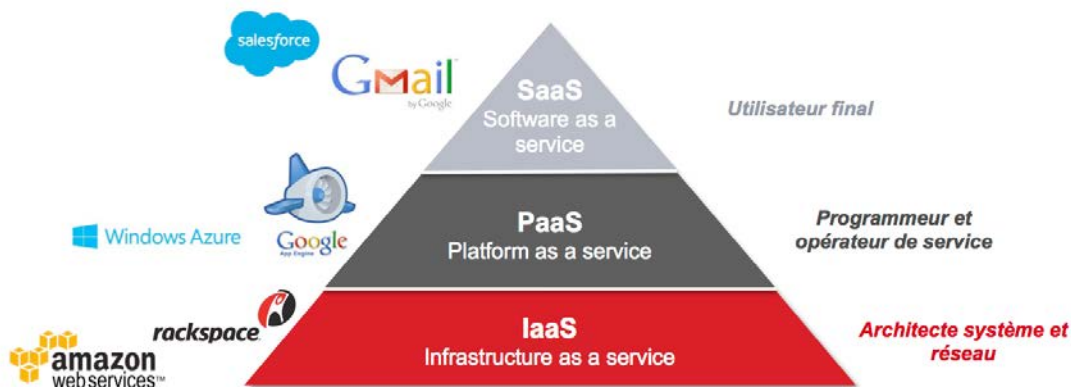 salesforce
Gmail
by Google
SaaS
Software as a
service
Utilisateur final
Windows Azure
Google
App Engine
PaaS
Platform as a service
Programmeur et
opérateur de service
rackspace
amazon
webservices™
IaaS
Infrastructure as a service
Architecte système et
réseau